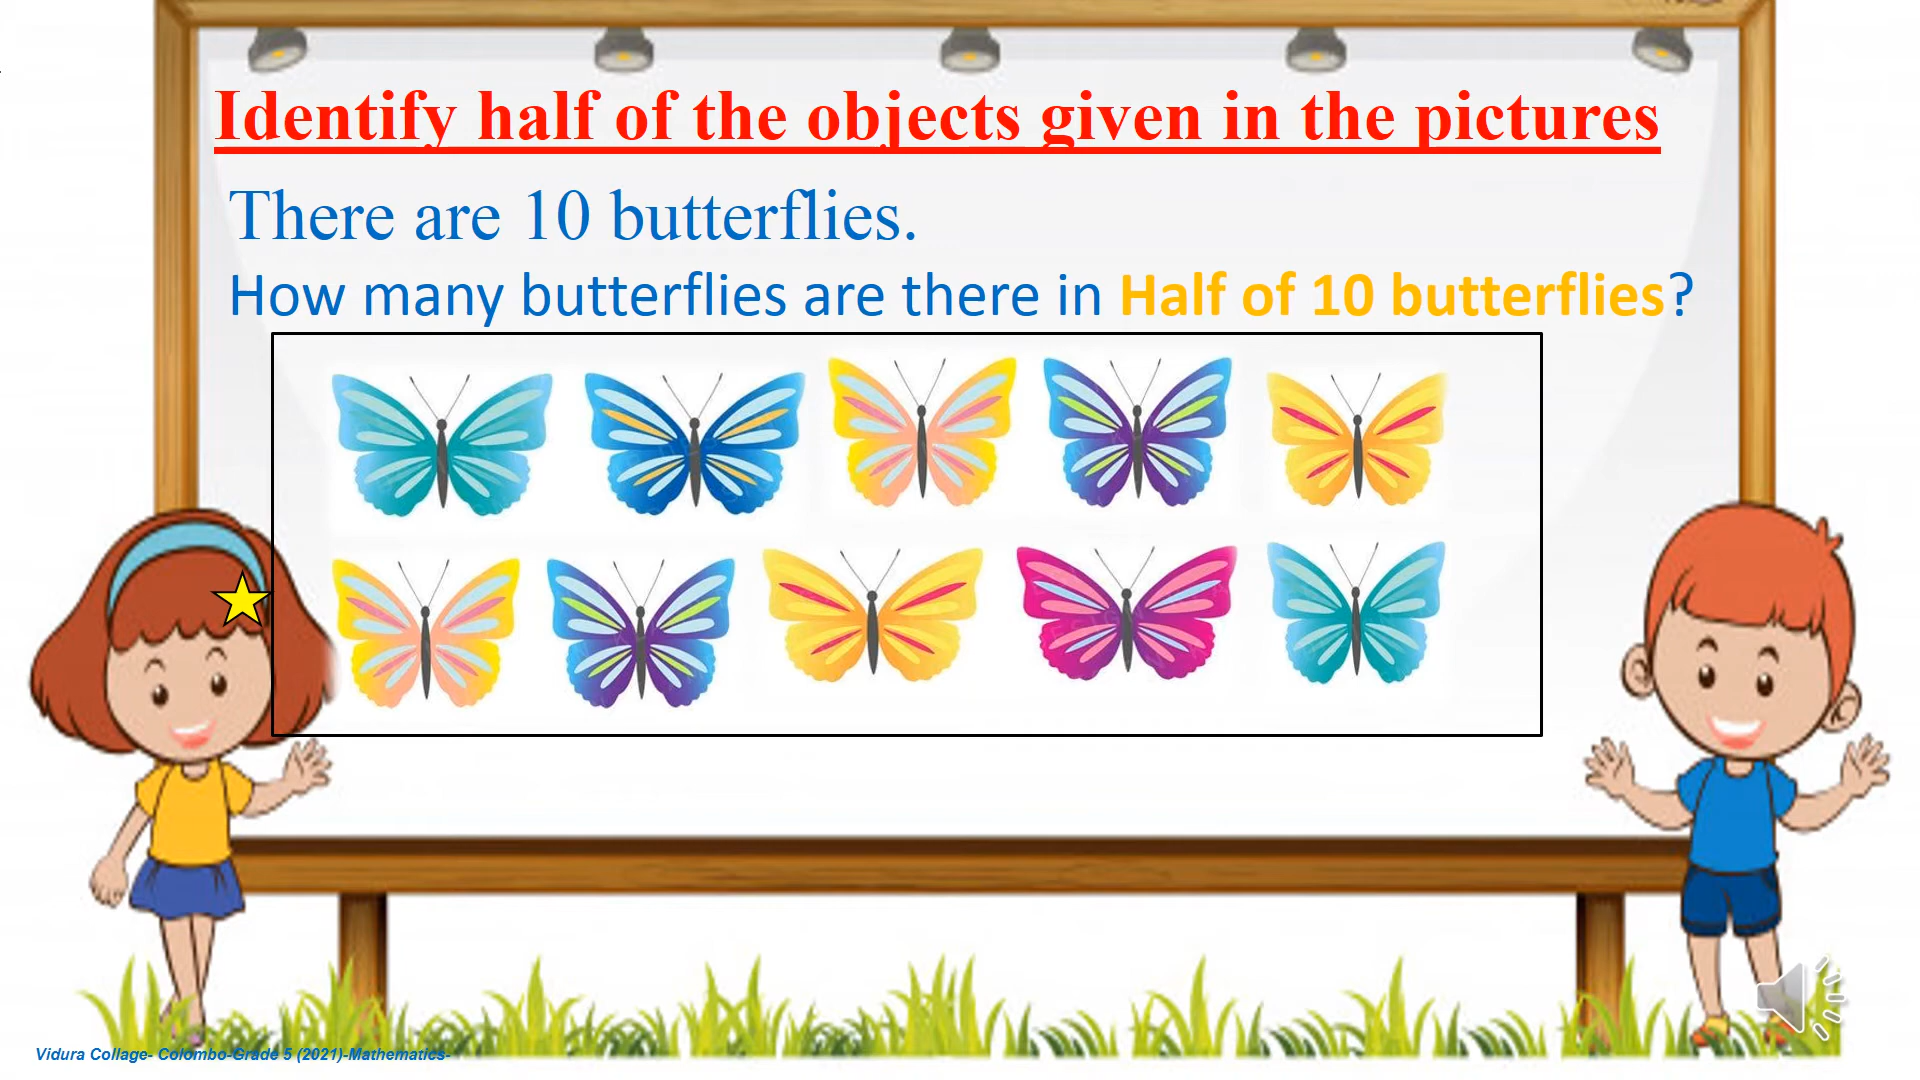 Identify half of the objects given in the pictures
There are 10 butterflies.
How many butterflies are there in Half of 10 butterflies?
Vidura Collage- Colombo-Grade 5 (2021)-Mathematics-